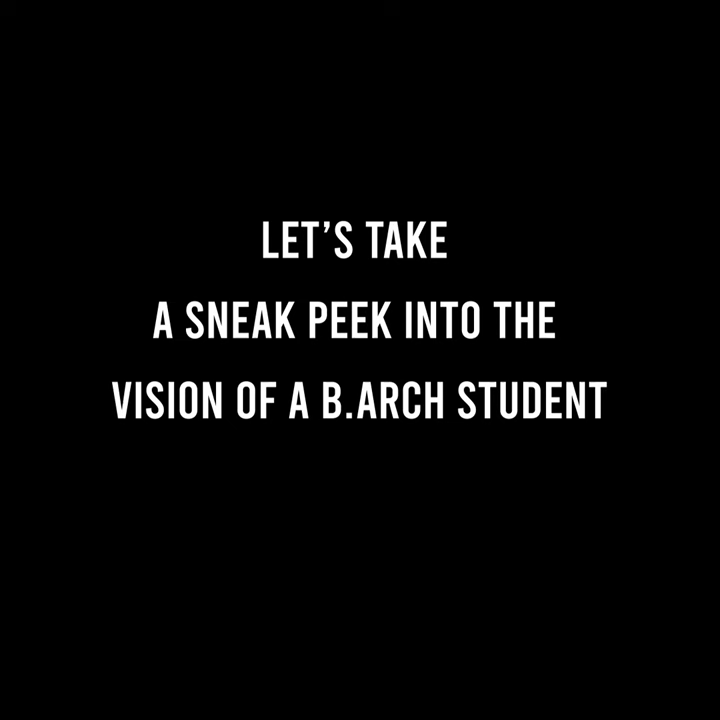 LET’S TAKE
A SNEAK PEEK INTO THE
VISION OF A B.ARCH STUDENT